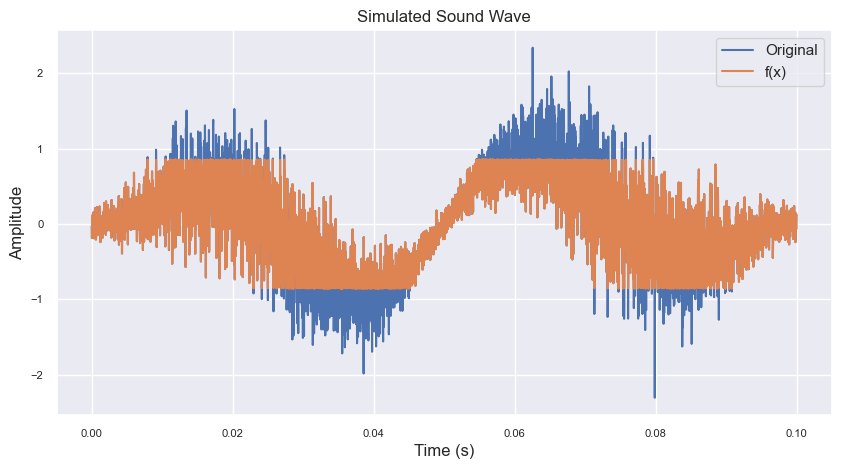 Simulated Sound Wave
Original
f(x)
Amplitude
2
1
0
−1
−2
0.00 0.02 0.04 0.06 0.08 0.10
Time (s)